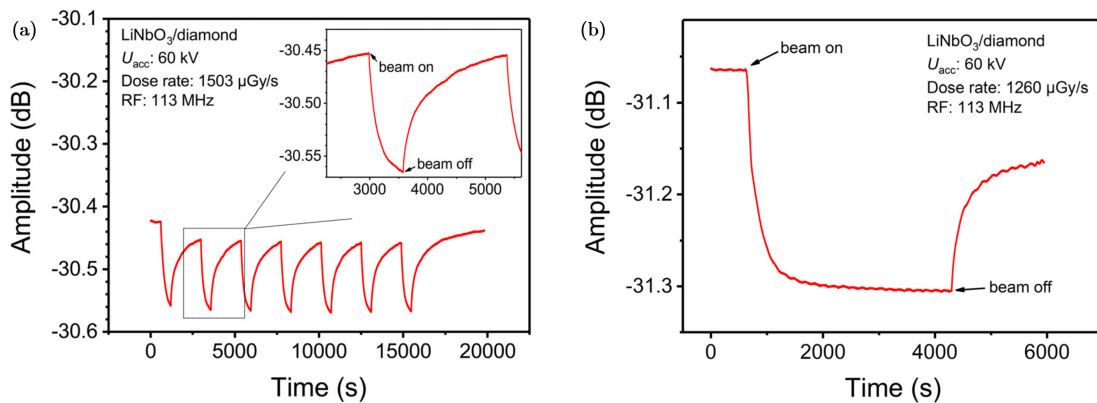 (a)
Amplitude (dB)
-30.1
-30.2
-30.3
-30.4
-30.5
-30.6
LiNbO₃/diamond
Uacc: 60 kV
Dose rate: 1503 µGy/s
RF: 113 MHz
-30.45
-30.50
-30.55
beam on
beam off
3000 4000 5000
0 5000 10000 15000 20000
Time (s)
(b)
Amplitude (dB)
-31.1
-31.2
-31.3
beam on
LiNbO₃/diamond
Uacc: 60 kV
Dose rate: 1260 µGy/s
RF: 113 MHz
beam off
0 2000 4000 6000
Time (s)